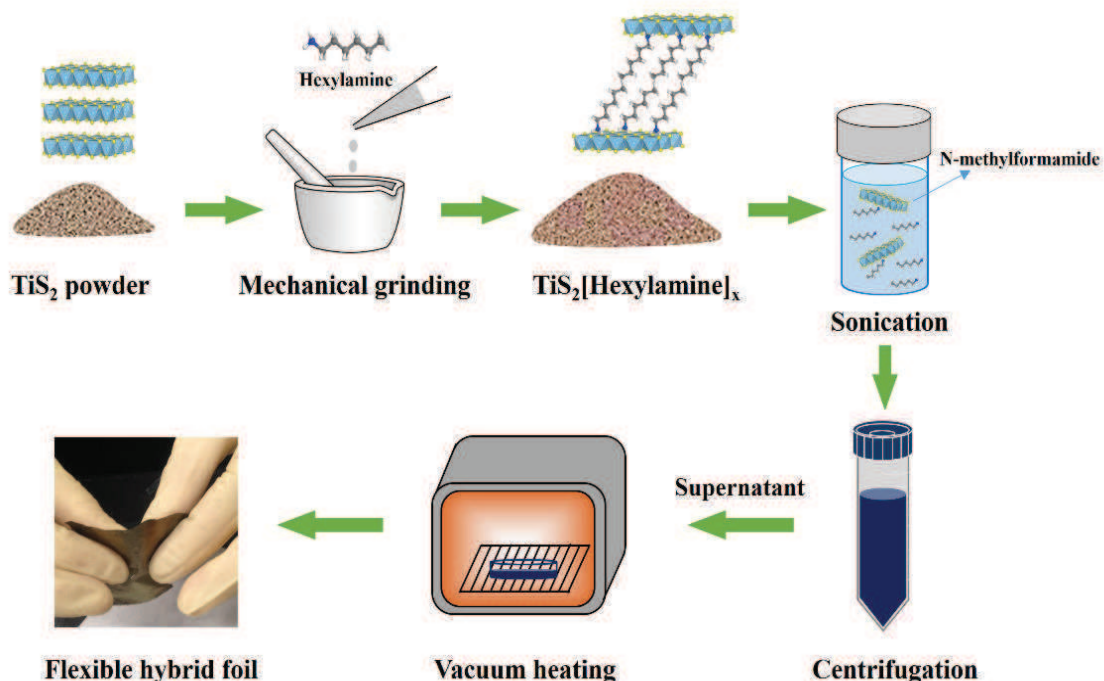 Hexylamine
N-methylformamide
TiS₂ powder
Mechanical grinding
TiS₂[Hexylamine]ₓ
Sonication
Supernatant
Flexible hybrid foil
Vacuum heating
Centrifugation